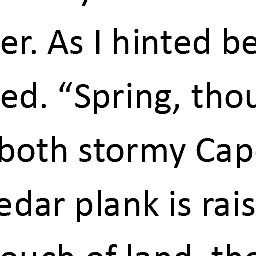 er. As I hinted be
ed. “Spring, thou
both stormy Cap
edar plank is rais
ouch of land, the